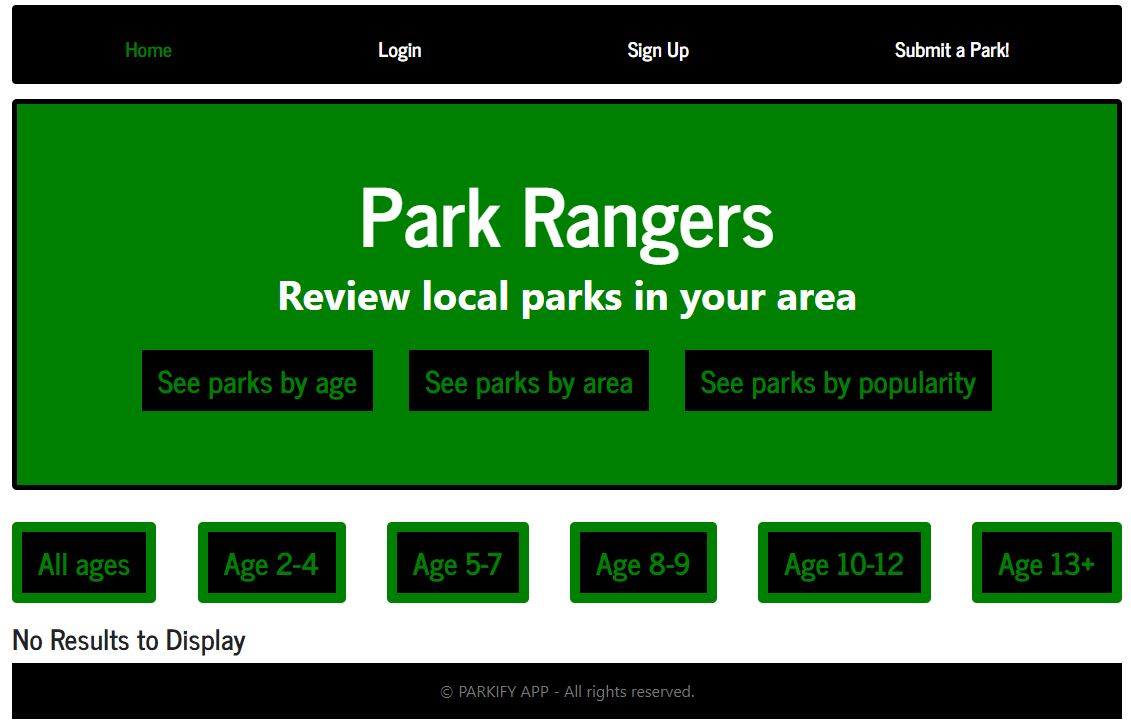 Home Login Sign Up Submit a Park!
Park Rangers
Review local parks in your area
See parks by age See parks by area See parks by popularity
All ages Age 2-4 Age 5-7 Age 8-9 Age 10-12 Age 13+
No Results to Display
© PARKIFY APP - All rights reserved.